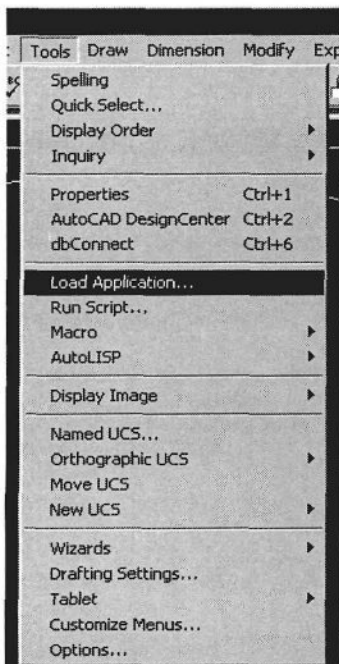 Tools Draw Dimension Modify Exp
Spelling
Quick Select...
Display Order
Inquiry
Properties Ctrl+1
AutoCAD DesignCenter Ctrl+2
dbConnect Ctrl+6
Load Application...
Run Script...
Macro
AutoLISP
Display Image
Named UCS...
Orthographic UCS
Move UCS
New UCS
Wizards
Drafting Settings...
Tablet
Customize Menus...
Options...